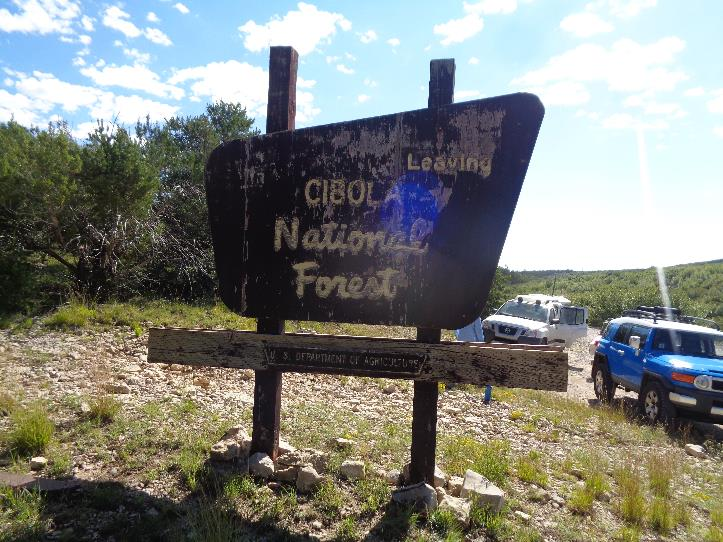 Leaving
CIBOLA
National
Forest
U. S. DEPARTMENT OF AGRICULTURE